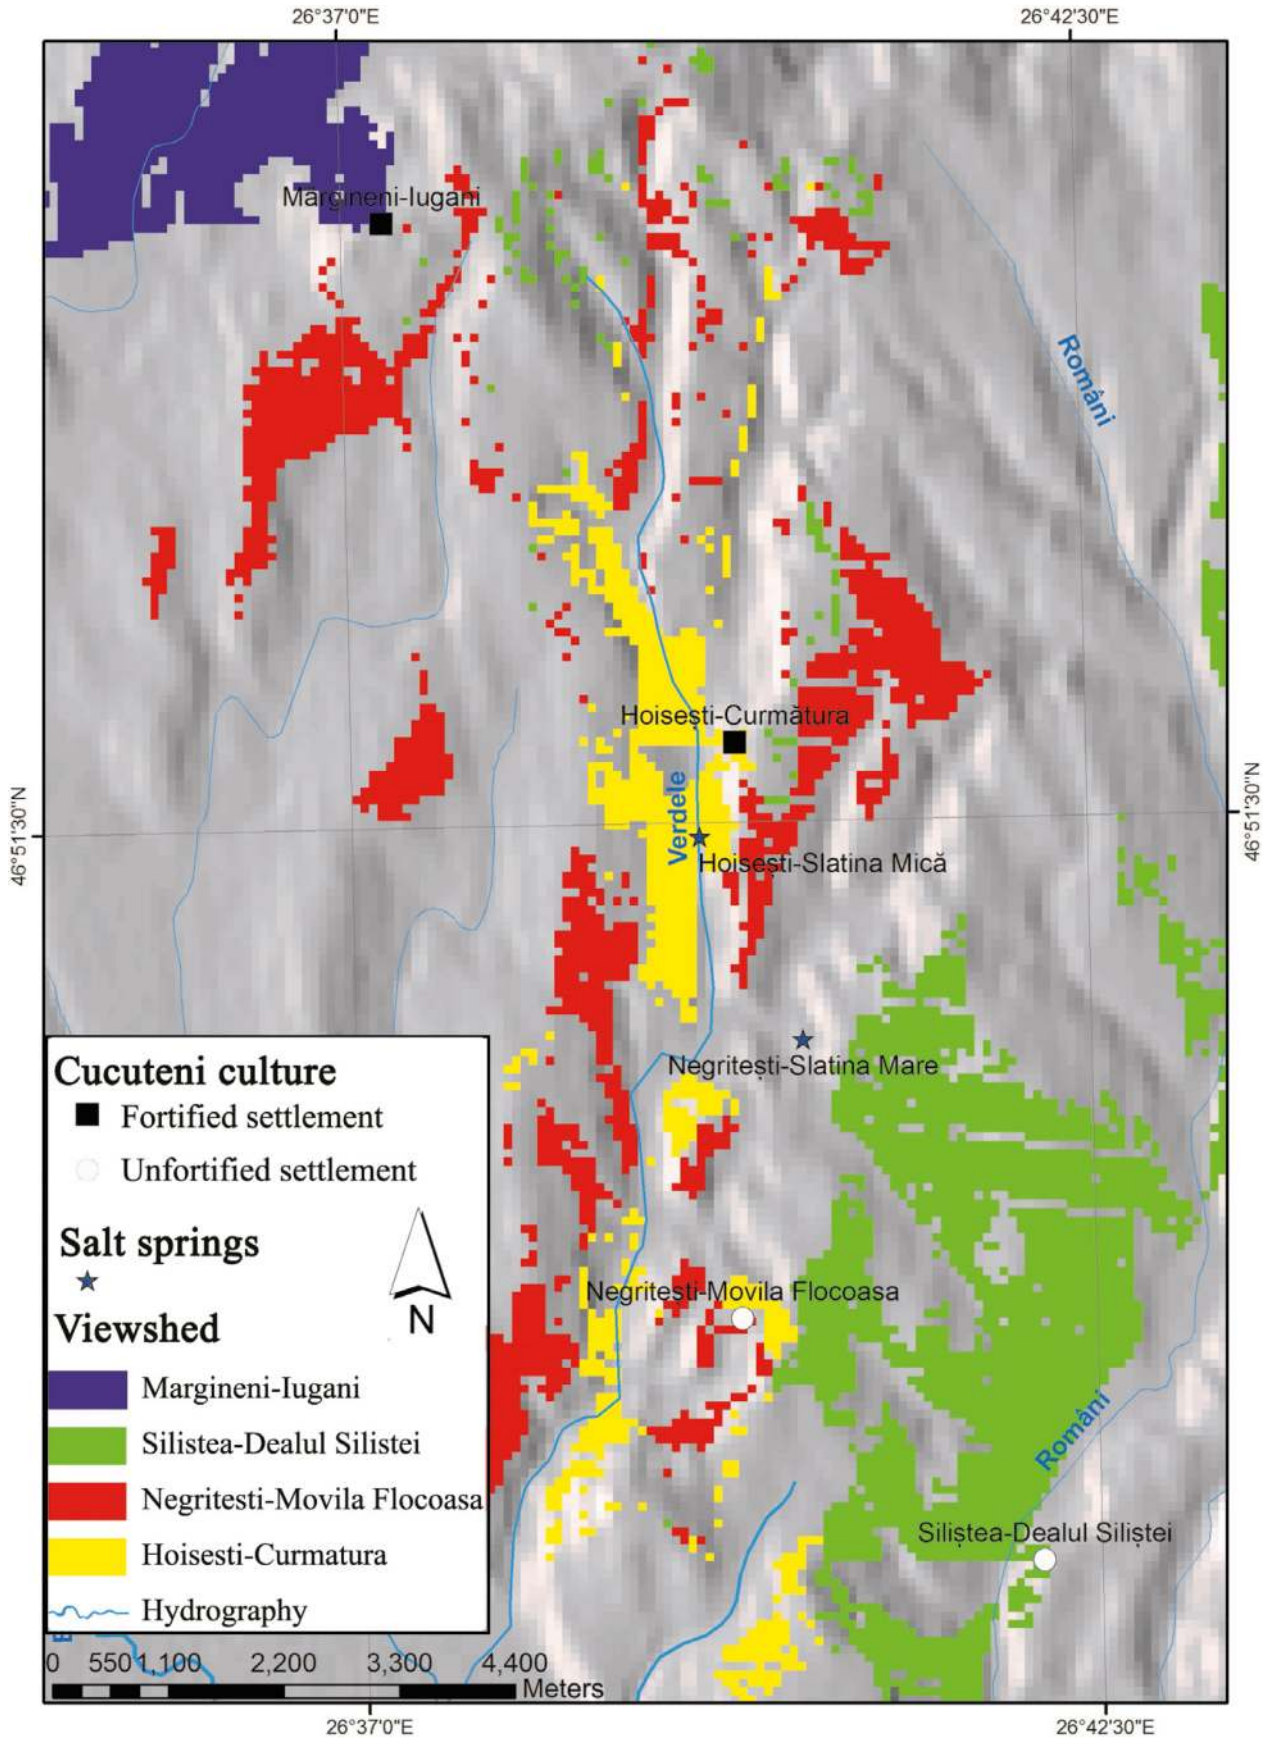 26°37'0"E
26°42'30"E
Mărgineni-Iugani
Români
Hoisești-Curmătura
Verdele
46°51'30"N
46°51'30"N
Hoisești-Slatina Mică
Negritești-Slatina Mare
Cucuteni culture
Fortified settlement
Unfortified settlement
Salt springs
N
Negritești-Movila Flocoasa
Viewshed
Margineni-Iugani
Silistea-Dealul Silistei
Negritesti-Movila Flocoasa
Hoisesti-Curmatura
Hydrography
Români
Siliștea-Dealul Siliștei
0 550 1,100 2,200 3,300 4,400
Meters
26°37'0"E
26°42'30"E